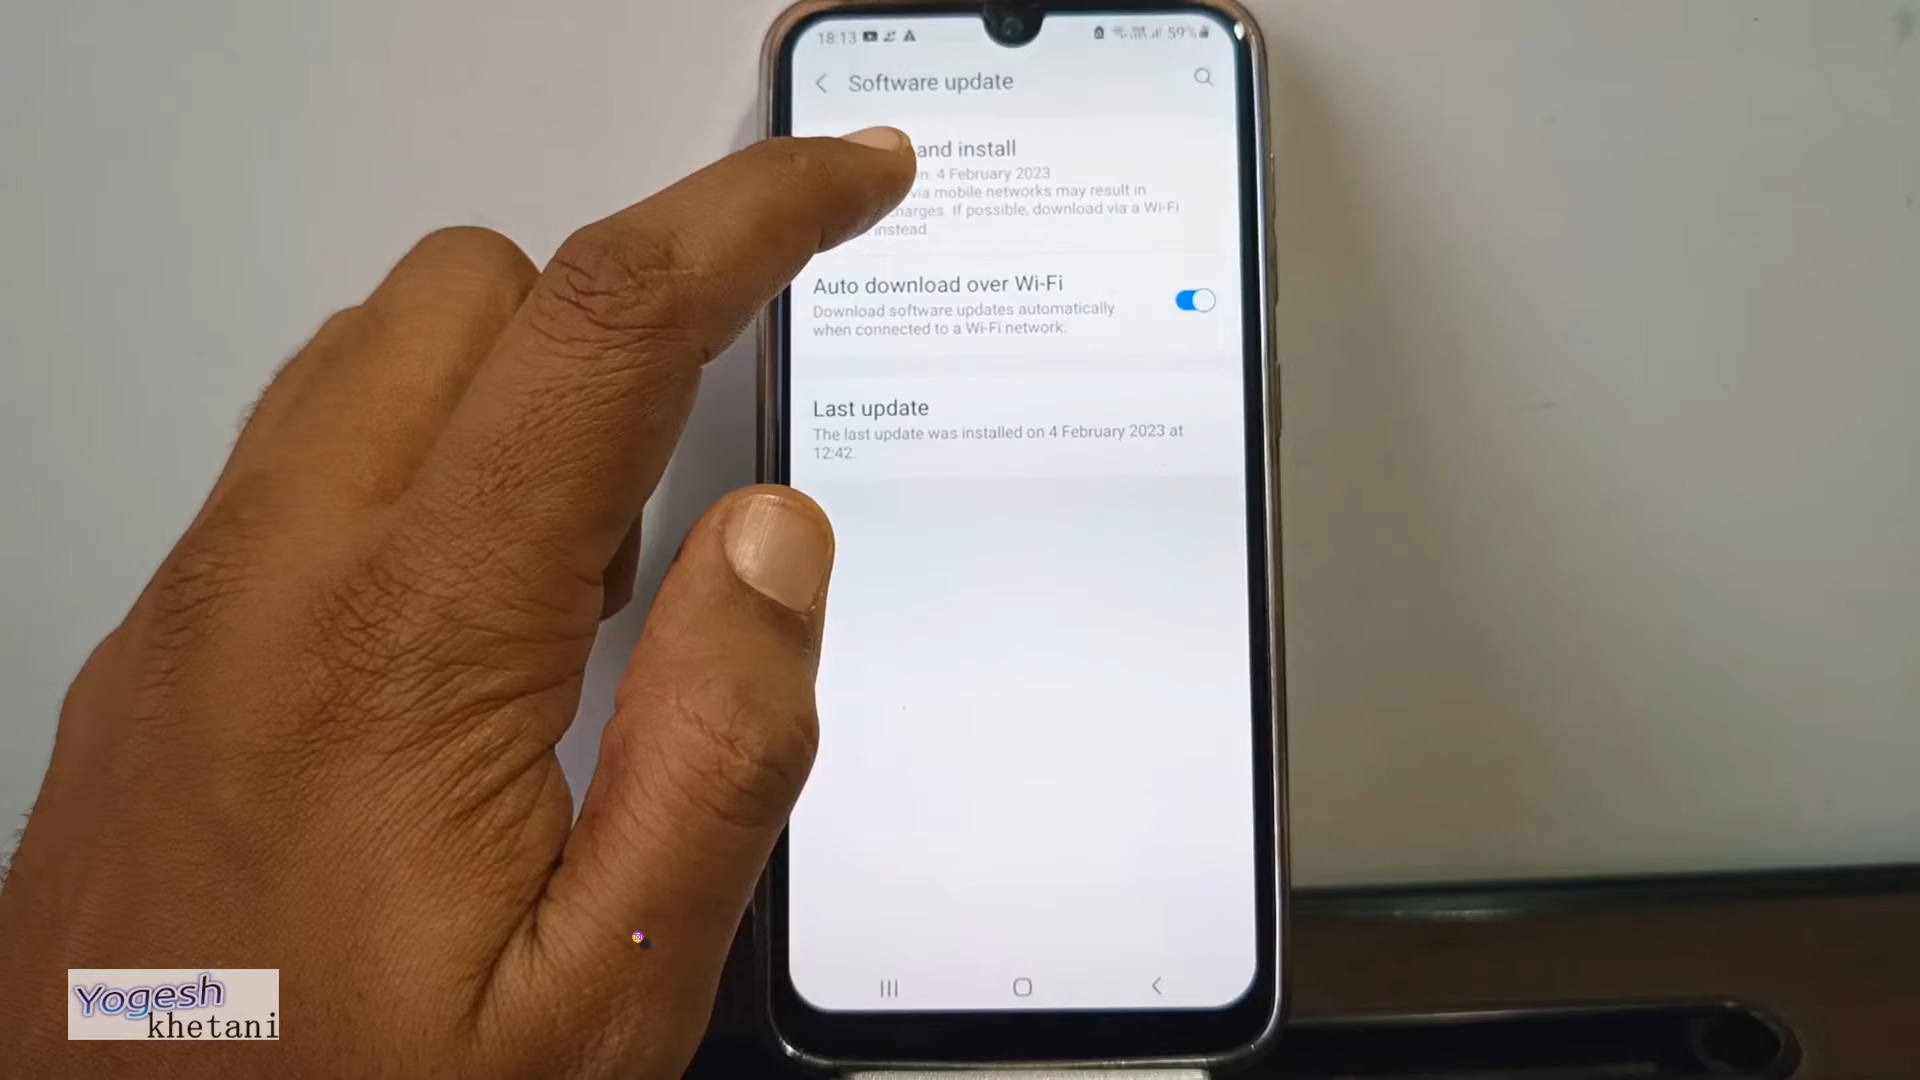 18:13
59%
Software update
and install
n: 4 February 2023
via mobile networks may result in
charges. If possible, download via a Wi-Fi
instead
Auto download over Wi-Fi
Download software updates automatically
when connected to a Wi-Fi network.
Last update
The last update was installed on 4 February 2023 at
12:42.
Yogesh
khetani